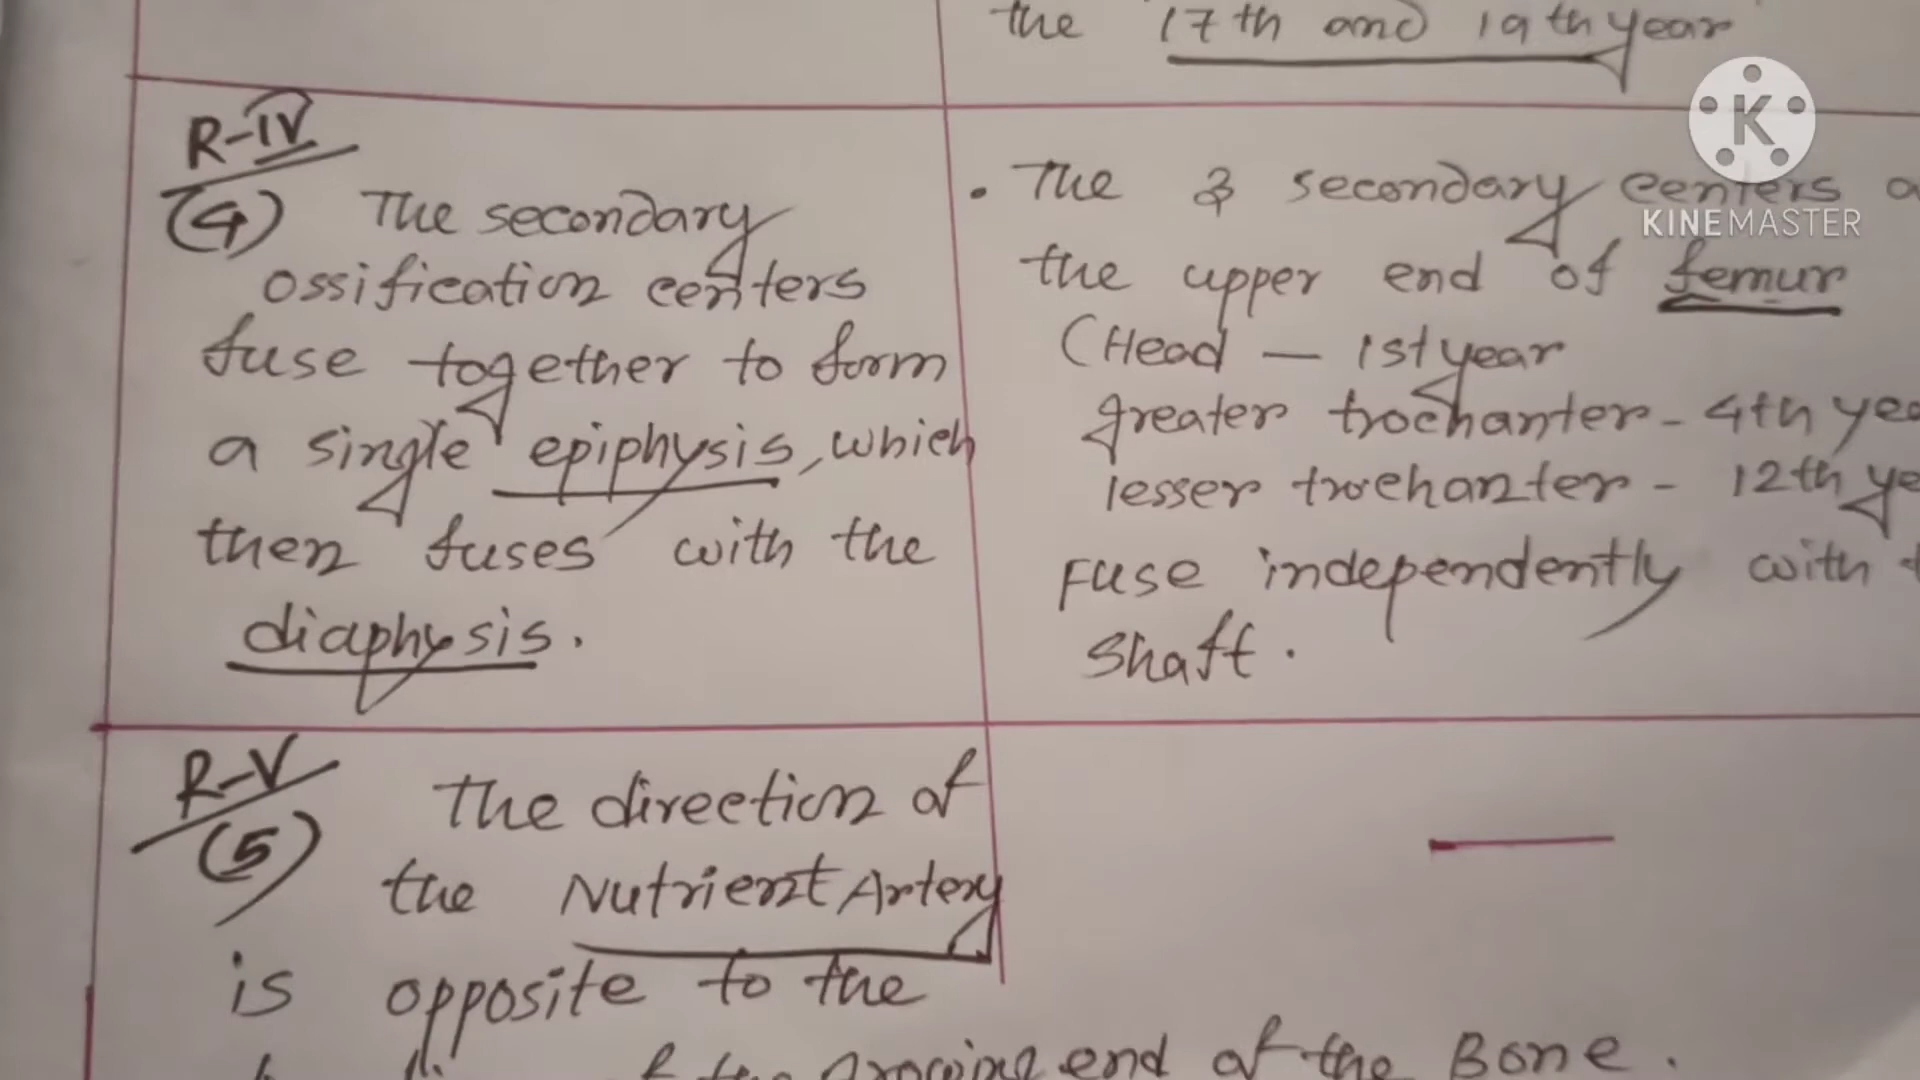 the 17th and 19th year
R-IV
(4) The secondary
ossification centers
fuse together to form
a single epiphysis, which
then fuses with the
diaphysis.
. The 3 secondary centers
the upper end of femur
(Head — 1st year
greater trochanter - 4th
lesser trochanter - 12th
Fuse independently with
shaft.
R-V
(5) The direction of
the Nutrient Artery
is opposite to the
growing end of the Bone.
K
KINEMASTER